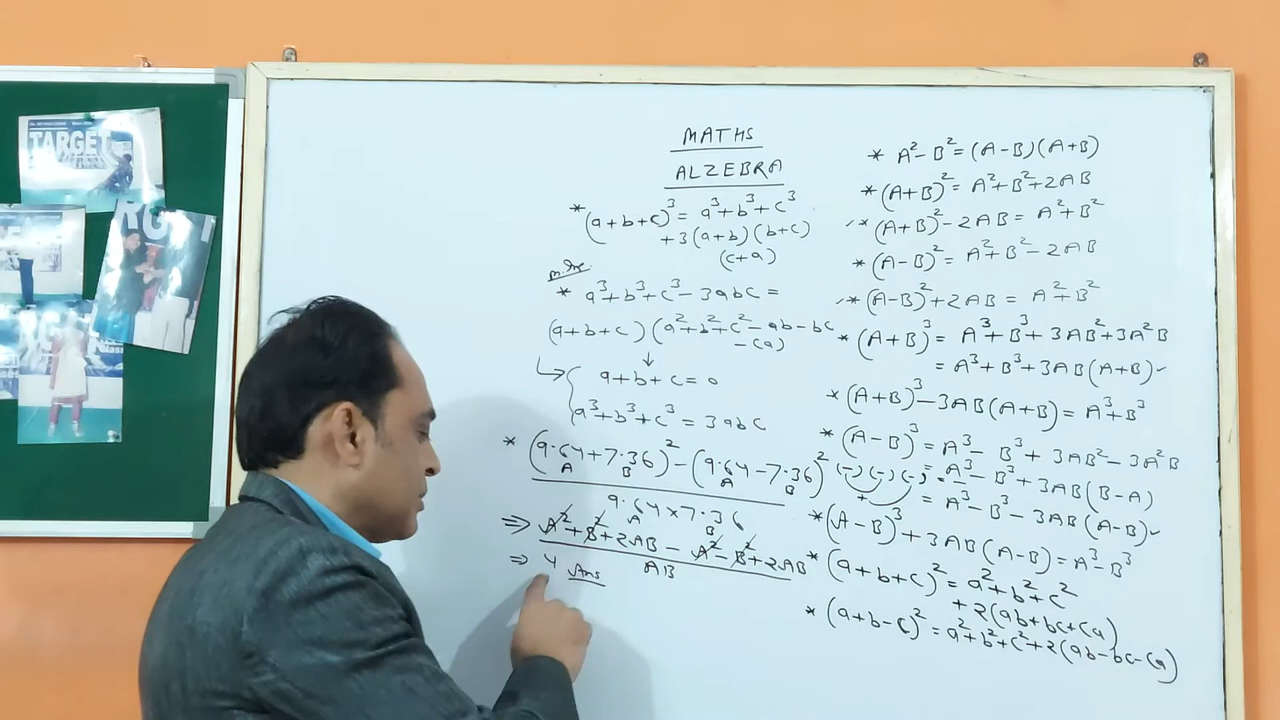 TARGET
MATHS
ALZEBRA
* (a+b+c)³ = a³+b³+c³
+3(a+b)(b+c)
(c+a)
* a³+b³+c³-3abc =
(a+b+c)(a²+b²+c²-ab-bc
-ca)
↓
↳ { a+b+c=0
a³+b³+c³ = 3abc
* (9.64+7.36)² - (9.64-7.36)²
A B A B
9.64×7.36
A B
⇒ A²+B²+2AB - A²-B²+2AB
AB
⇒ 4 Ans
* A²-B² = (A-B)(A+B)
* (A+B)² = A²+B²+2AB
* (A+B)²-2AB = A²+B²
* (A-B)² = A²+B²-2AB
* (A-B)²+2AB = A²+B²
* (A+B)³ = A³+B³+3AB²+3A²B
= A³+B³+3AB(A+B)
* (A+B)³-3AB(A+B) = A³+B³
* (A-B)³ = A³-B³+3AB²-3A²B
(-)(-)(-) = - = A³-B³+3AB(B-A)
+ = A³-B³-3AB(A-B)
* (A-B)³+3AB(A-B) = A³-B³
* (a+b+c)² = a²+b²+c²
+2(ab+bc+ca)
* (a+b-c)² = a²+b²+c²+2(ab-bc-ca)